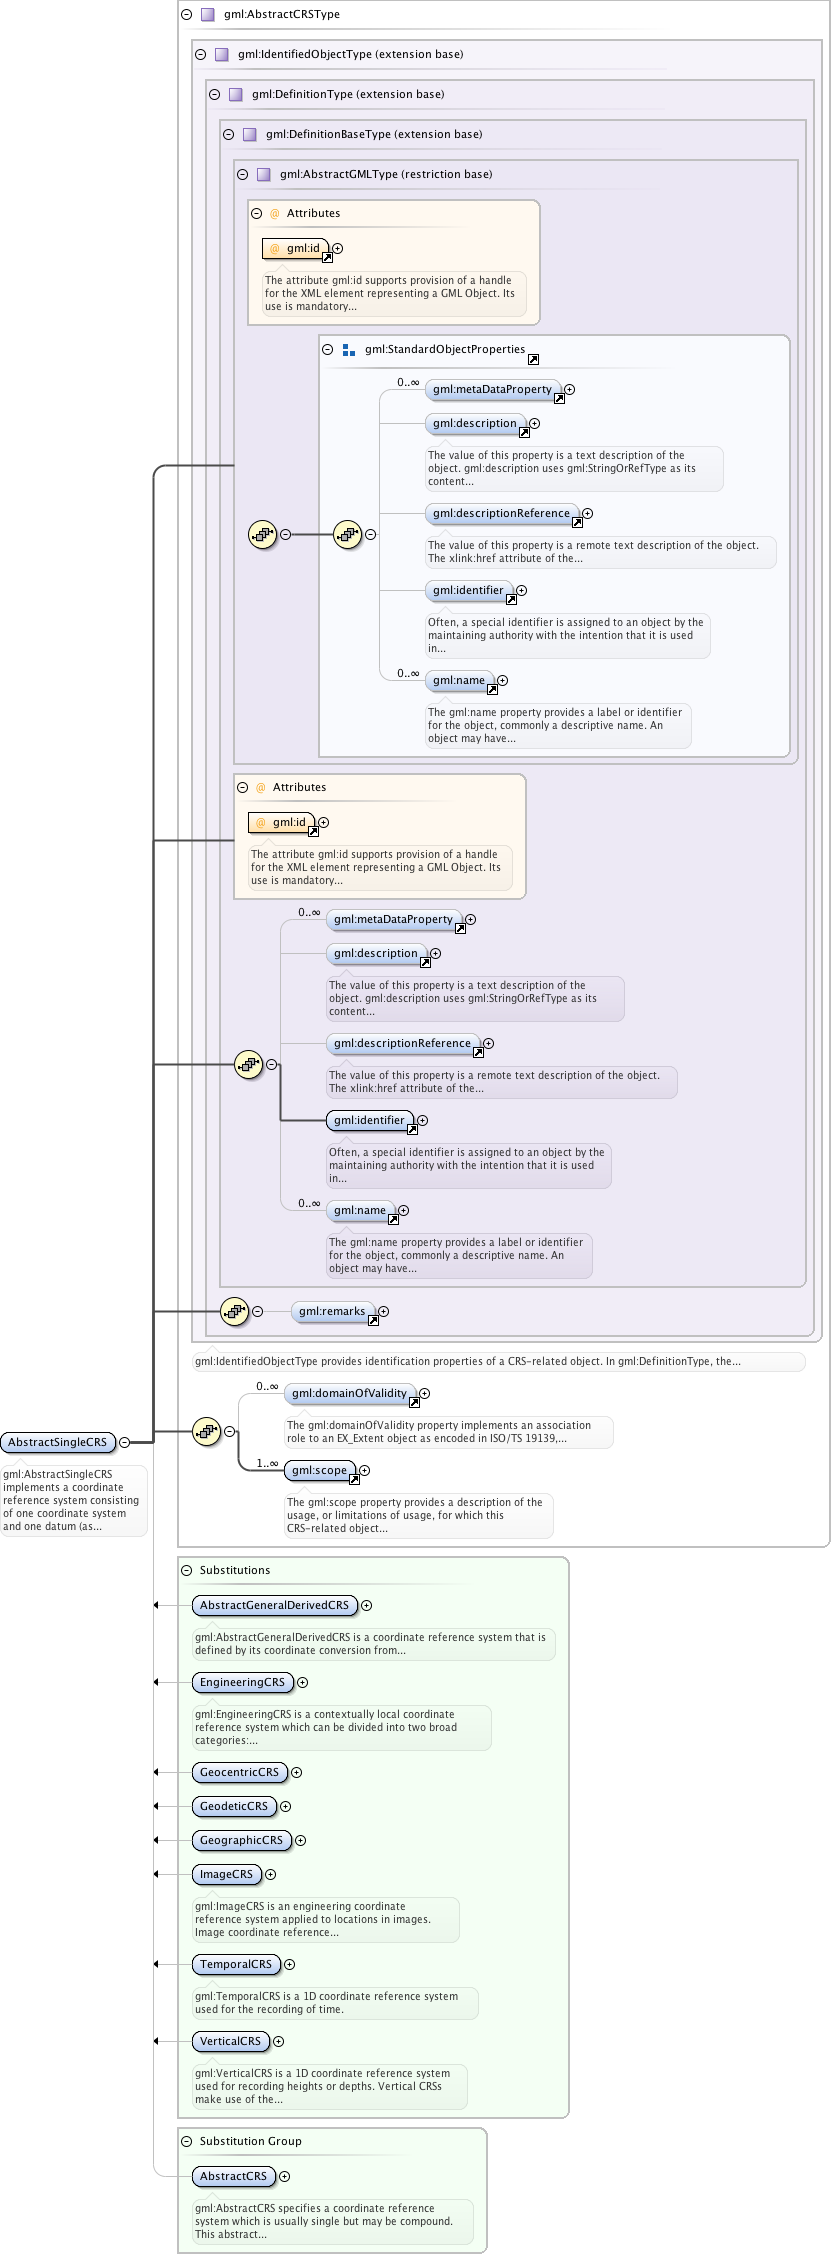 gml:AbstractCRSType
gml:IdentifiedObjectType (extension base)
gml:DefinitionType (extension base)
gml:DefinitionBaseType (extension base)
gml:AbstractGMLType (restriction base)
@ Attributes
@ gml:id
The attribute gml:id supports provision of a handle
for the XML element representing a GML Object. Its
use is mandatory...
gml:StandardObjectProperties
0..∞
gml:metaDataProperty
gml:description
The value of this property is a text description of the
object. gml:description uses gml:StringOrRefType as its
content...
gml:descriptionReference
The value of this property is a remote text description of the object.
The xlink:href attribute of the...
gml:identifier
Often, a special identifier is assigned to an object by the
maintaining authority with the intention that it is used
in...
0..∞
gml:name
The gml:name property provides a label or identifier
for the object, commonly a descriptive name. An
object may have...
@ Attributes
@ gml:id
The attribute gml:id supports provision of a handle
for the XML element representing a GML Object. Its
use is mandatory...
0..∞
gml:metaDataProperty
gml:description
The value of this property is a text description of the
object. gml:description uses gml:StringOrRefType as its
content...
gml:descriptionReference
The value of this property is a remote text description of the object.
The xlink:href attribute of the...
gml:identifier
Often, a special identifier is assigned to an object by the
maintaining authority with the intention that it is used
in...
0..∞
gml:name
The gml:name property provides a label or identifier
for the object, commonly a descriptive name. An
object may have...
gml:remarks
gml:IdentifiedObjectType provides identification properties of a CRS-related object. In gml:DefinitionType, the...
0..∞
gml:domainOfValidity
The gml:domainOfValidity property implements an association
role to an EX_Extent object as encoded in ISO/TS 19139,...
1..∞
gml:scope
The gml:scope property provides a description of the
usage, or limitations of usage, for which this
CRS-related object...
AbstractSingleCRS
gml:AbstractSingleCRS
implements a coordinate
reference system consisting
of one coordinate system
and one datum (as...
Substitutions
AbstractGeneralDerivedCRS
gml:AbstractGeneralDerivedCRS is a coordinate reference system that is
defined by its coordinate conversion from...
EngineeringCRS
gml:EngineeringCRS is a contextually local coordinate
reference system which can be divided into two broad
categories:...
GeocentricCRS
GeodeticCRS
GeographicCRS
ImageCRS
gml:ImageCRS is an engineering coordinate
reference system applied to locations in images.
Image coordinate reference...
TemporalCRS
gml:TemporalCRS is a 1D coordinate reference system
used for the recording of time.
VerticalCRS
gml:VerticalCRS is a 1D coordinate reference system
used for recording heights or depths. Vertical CRSs
make use of the...
Substitution Group
AbstractCRS
gml:AbstractCRS specifies a coordinate reference
system which is usually single but may be compound.
This abstract...